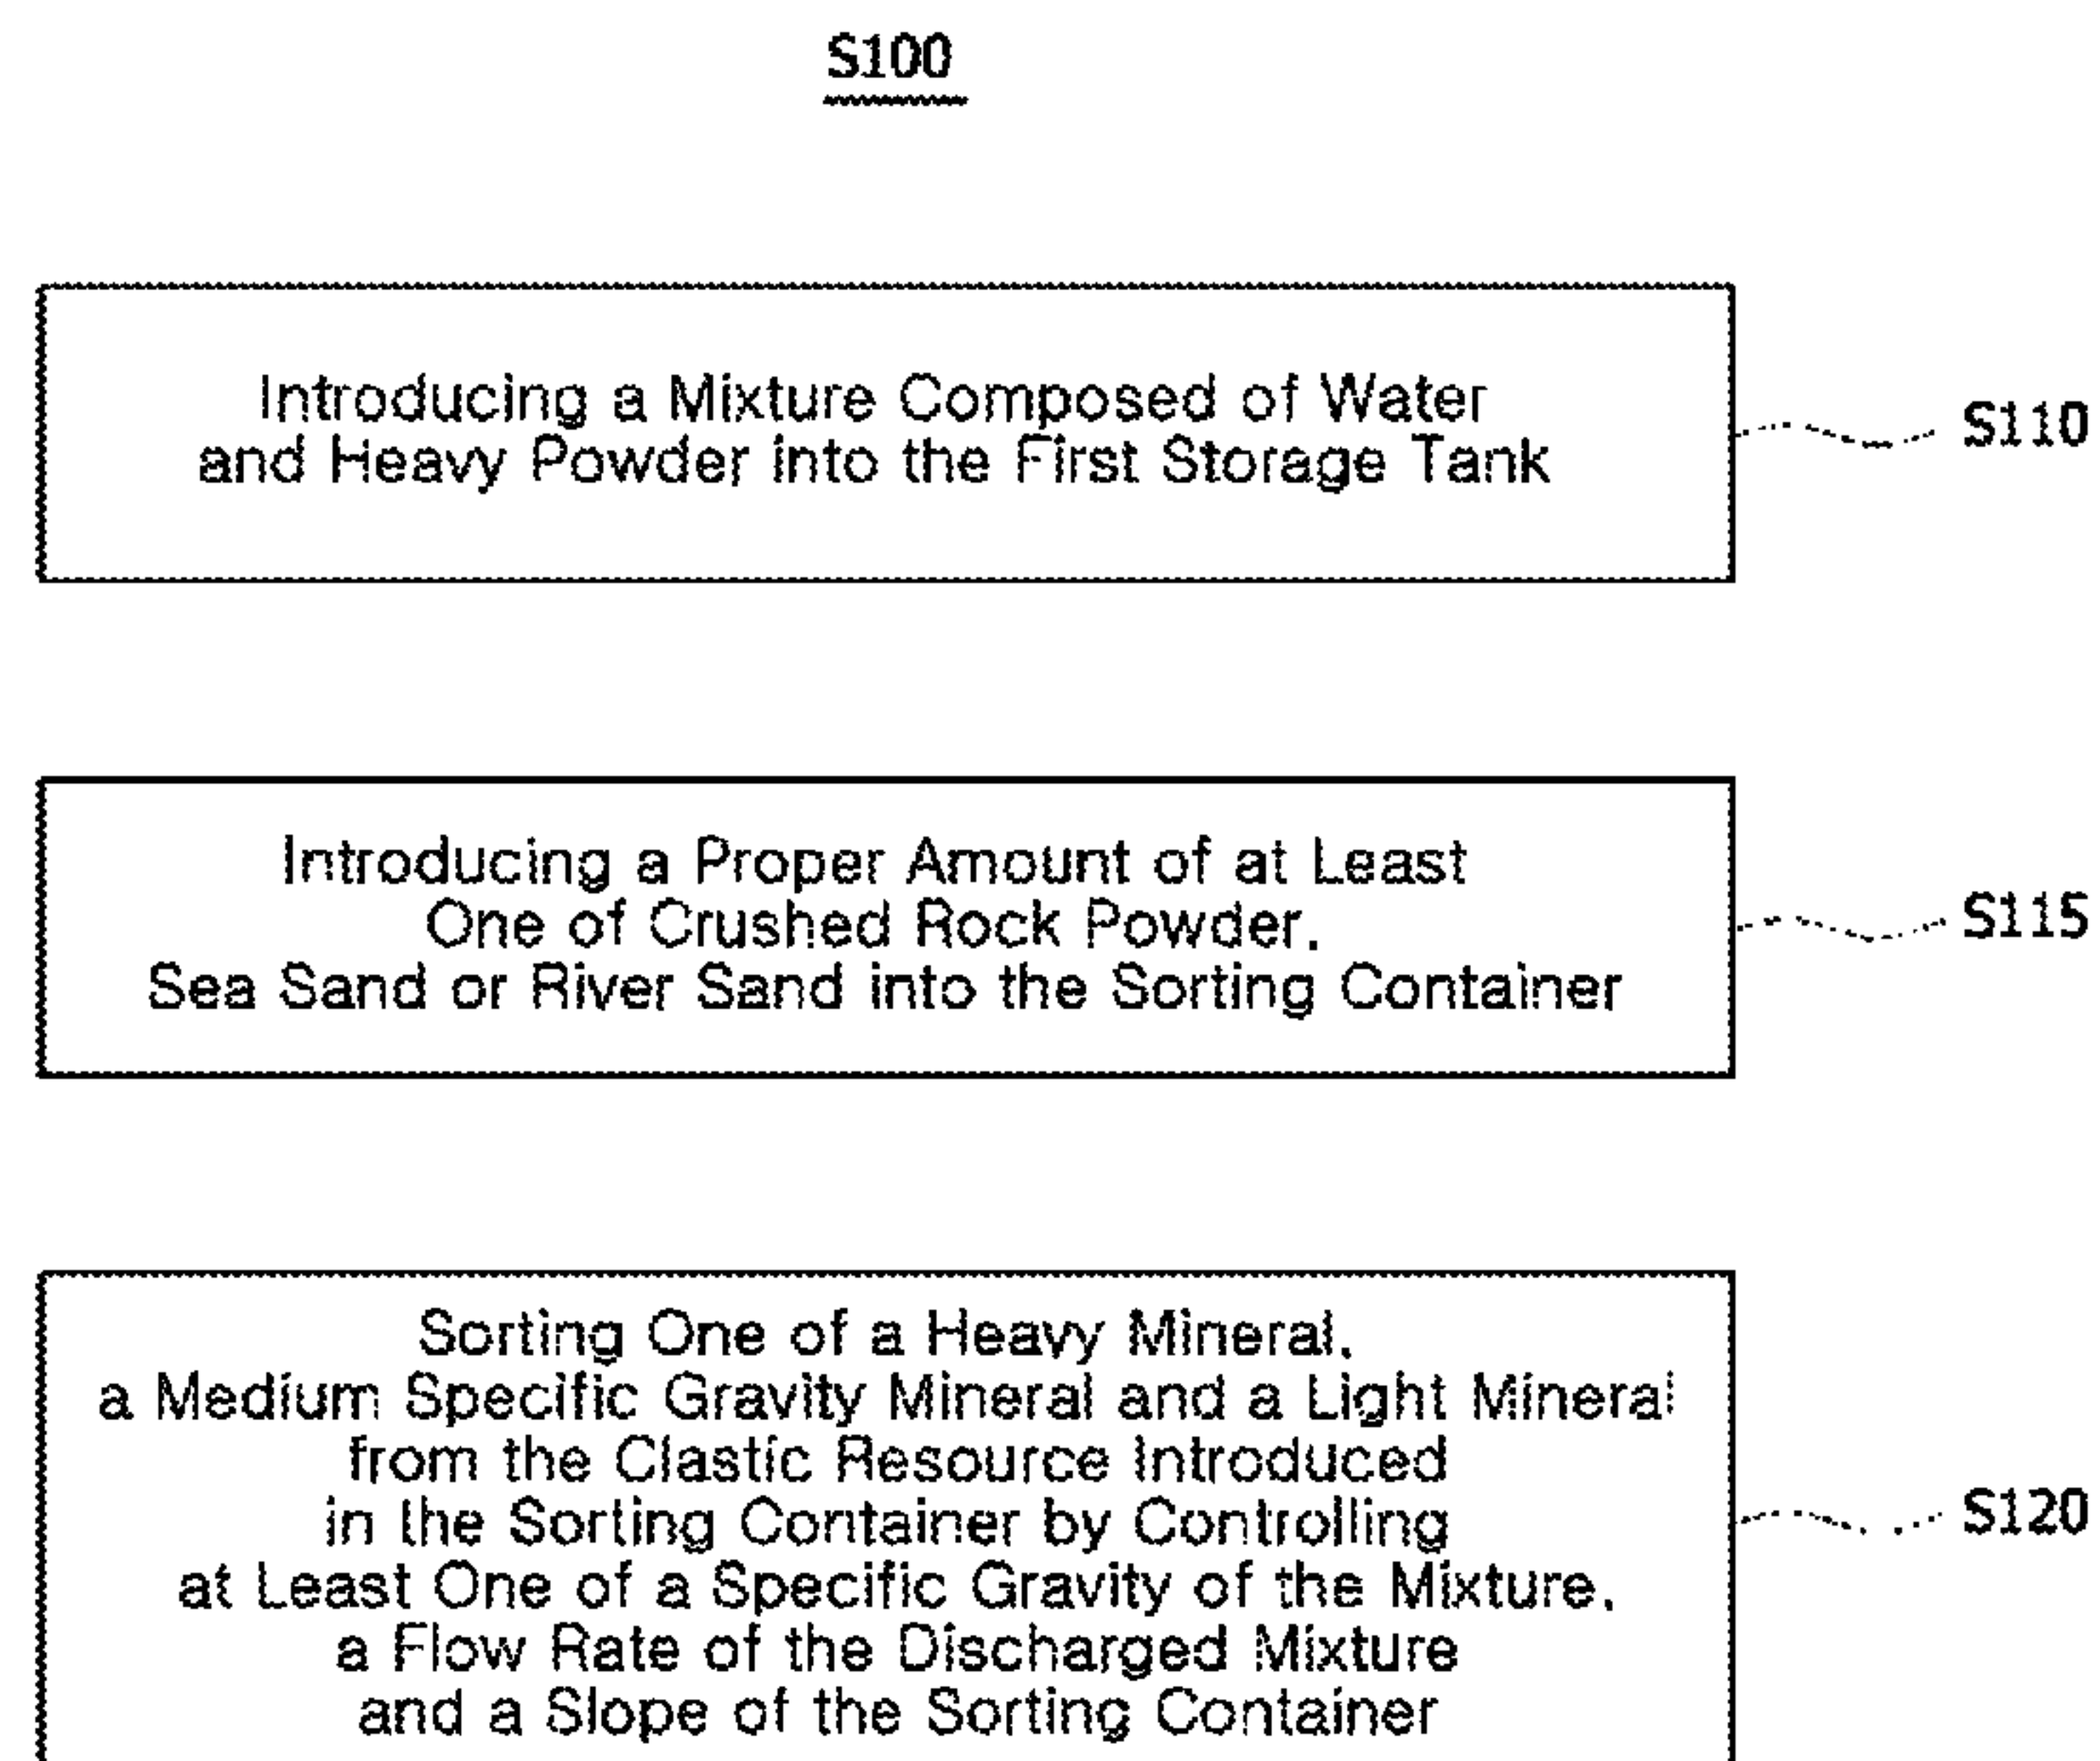 S100
Introducing a Mixture Composed of Water
and Heavy Powder into the First Storage Tank
S110
Introducing a Proper Amount of at Least
One of Crushed Rock Powder,
Sea Sand or River Sand into the Sorting Container
S115
Sorting One of a Heavy Mineral,
a Medium Specific Gravity Mineral and a Light Mineral
from the Clastic Resource Introduced
in the Sorting Container by Controlling
at Least One of a Specific Gravity of the Mixture,
a Flow Rate of the Discharged Mixture
and a Slope of the Sorting Container
S120